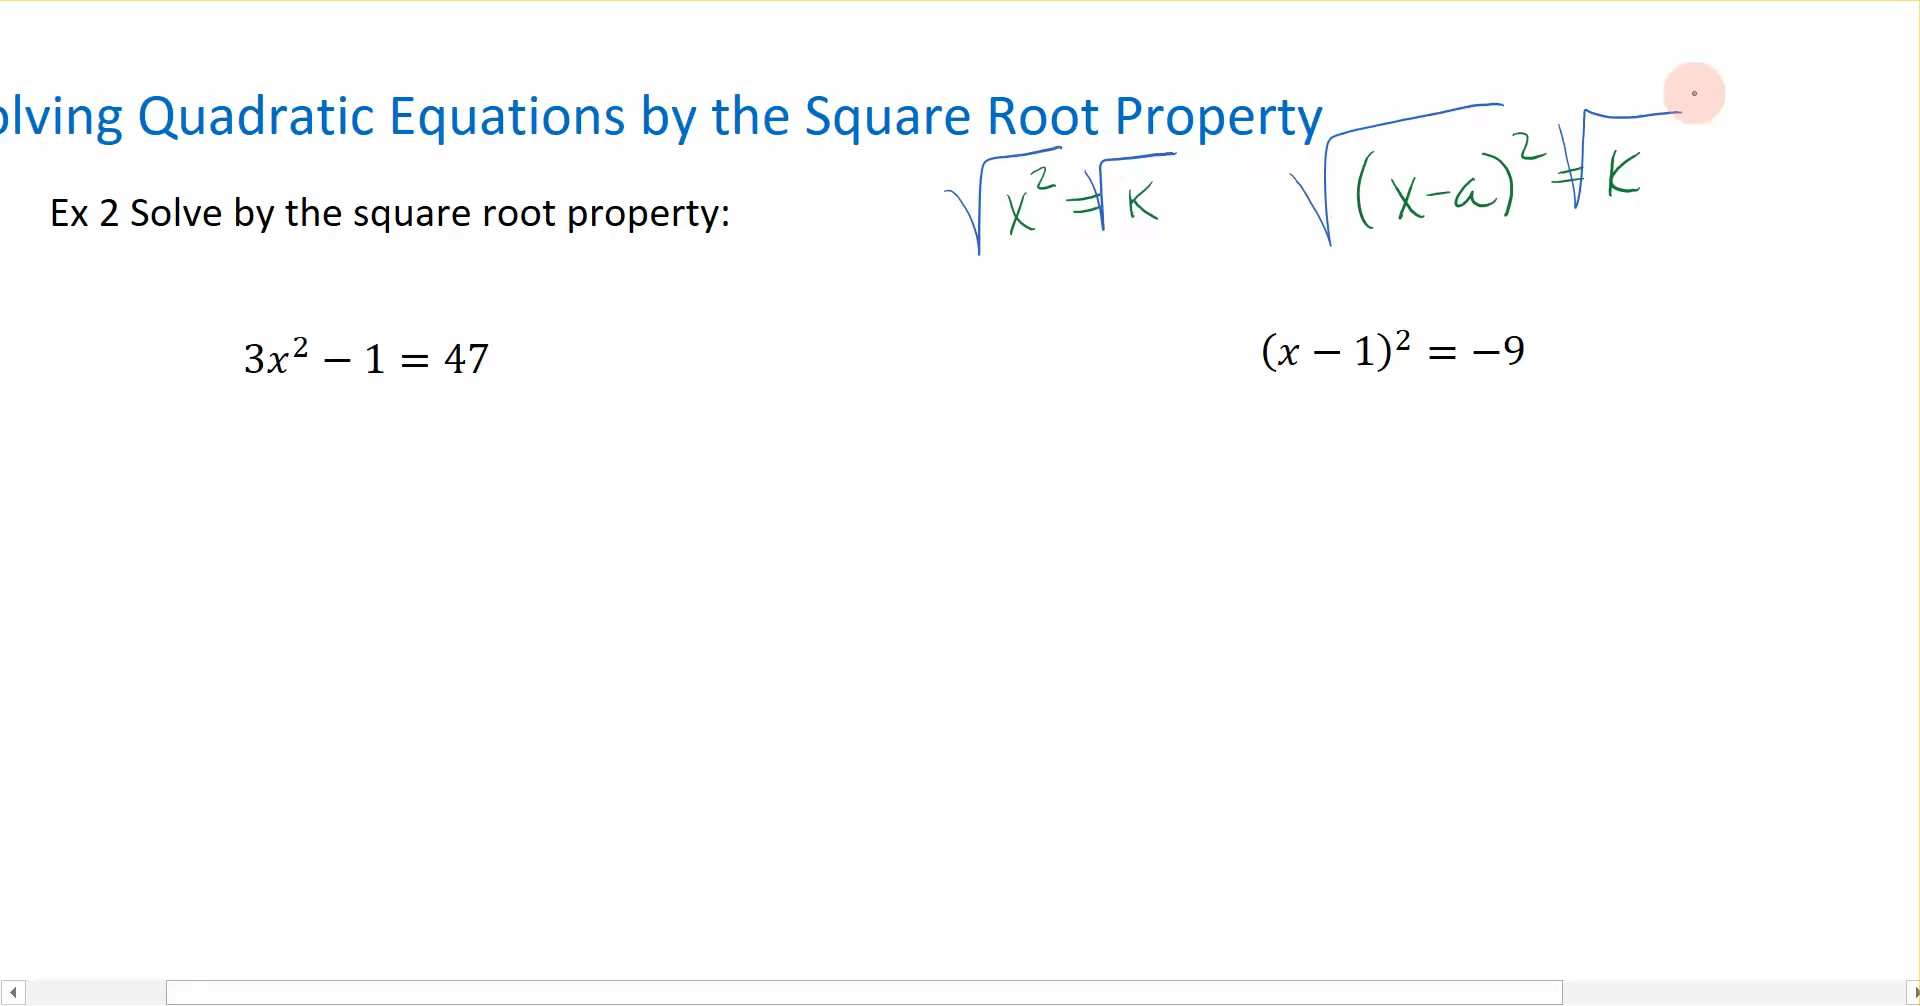 olving Quadratic Equations by the Square Root Property
√x² = √k √(x-a)² = √k
Ex 2 Solve by the square root property:
3x² − 1 = 47
(x − 1)² = −9